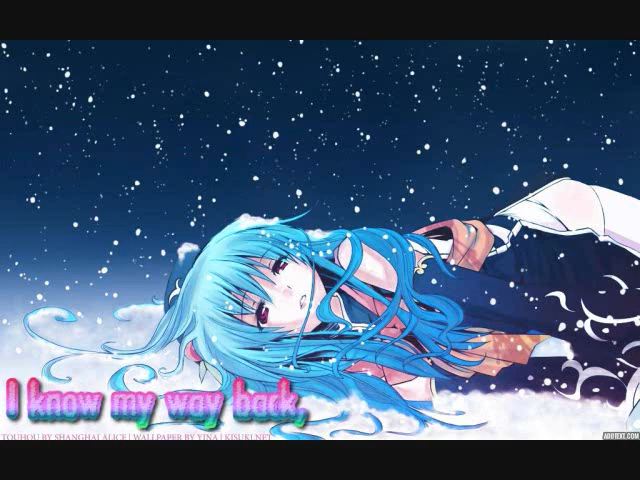 I know my way back,
TOUHOU BY SHANGHAI ALICE | WALLPAPER BY YINA | KISUKI.NET
ADDTEXT.COM